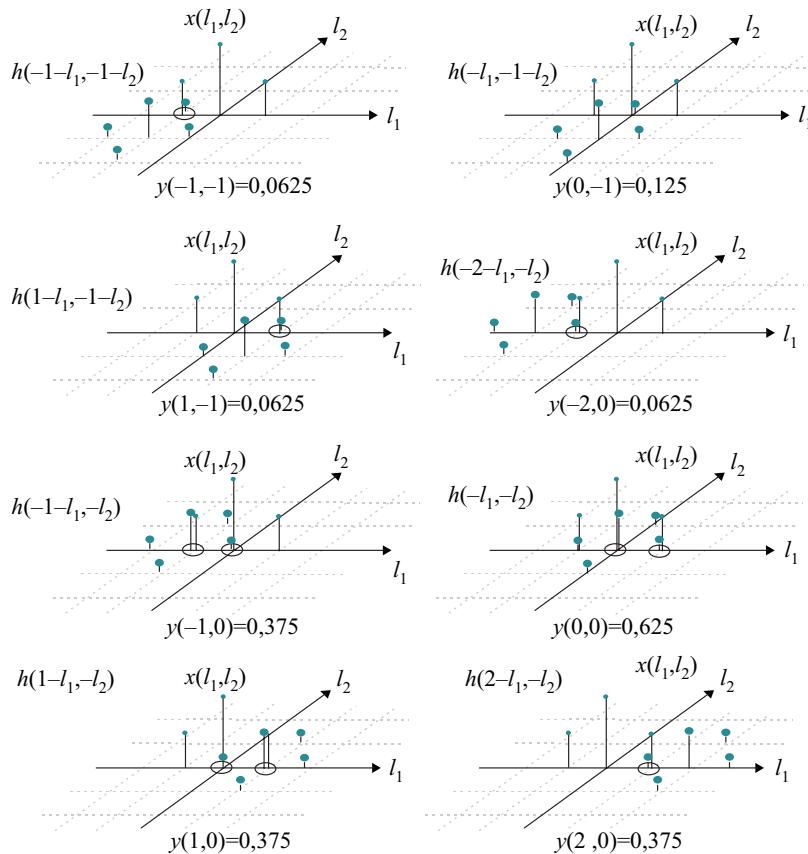 x(l₁,l₂)
l₂
h(–1–l₁,–1–l₂)
l₁
y(–1,–1)=0,0625
x(l₁,l₂)
l₂
h(–l₁,–1–l₂)
l₁
y(0,–1)=0,125
x(l₁,l₂)
l₂
h(1–l₁,–1–l₂)
l₁
y(1,–1)=0,0625
x(l₁,l₂)
l₂
h(–2–l₁,–l₂)
l₁
y(–2,0)=0,0625
x(l₁,l₂)
l₂
h(–1–l₁,–l₂)
l₁
y(–1,0)=0,375
x(l₁,l₂)
l₂
h(–l₁,–l₂)
l₁
y(0,0)=0,625
h(1–l₁,–l₂)
x(l₁,l₂)
l₂
l₁
y(1,0)=0,375
h(2–l₁,–l₂)
x(l₁,l₂)
l₂
l₁
y(2 ,0)=0,375